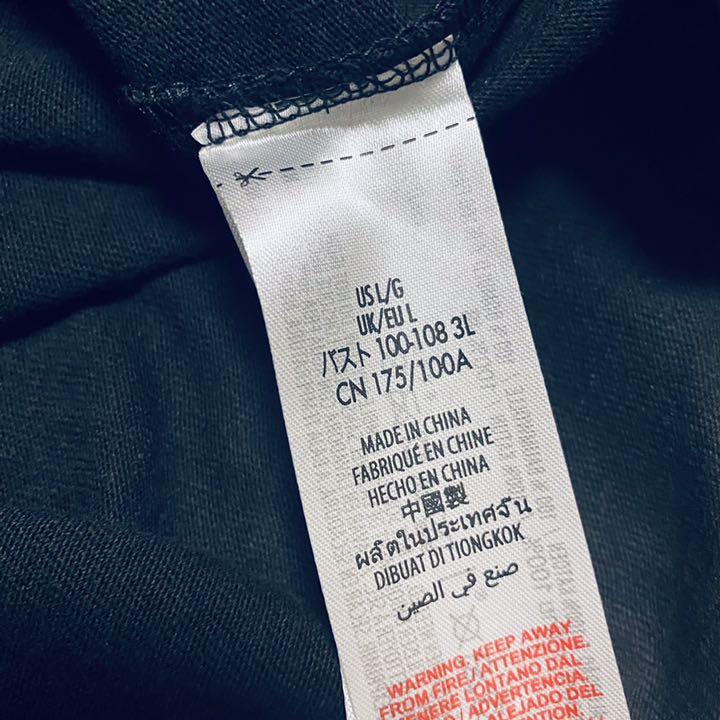 US L/G
UK/EU L
バスト 100-108 3L
CN 175/100A
MADE IN CHINA
FABRIQUÉ EN CHINE
HECHO EN CHINA
中國製
ผลิตในประเทศจีน
DIBUAT DI TIONGKOK
صنع في الصين
WARNING. KEEP AWAY
FROM FIRE / ATTENZIONE.
TENERE LONTANO DAL
/ ADVERTENCIA.
ALEJADO DEL